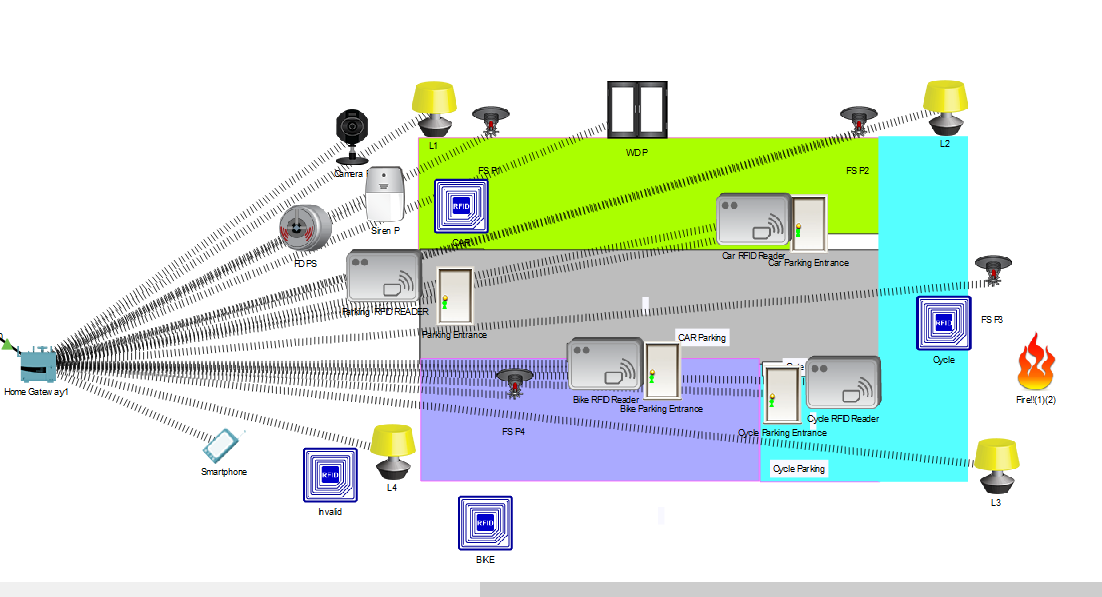 L1
L2
Camera
FS P1
WDP
FS P2
RFID
Siren P
CAR
FDPS
Car RFID Reader
Car Parking Entrance
Parking RFID READER
Parking Entrance
RFID
FS P3
CAR Parking
Cycle
Home Gateway1
Bike RFID Reader
Bike Parking Entrance
Fire!!(1)(2)
FS P4
Cycle RFID Reader
Cycle Parking Entrance
Smartphone
Cycle Parking
RFID
L4
L3
Invalid
RFID
BIKE